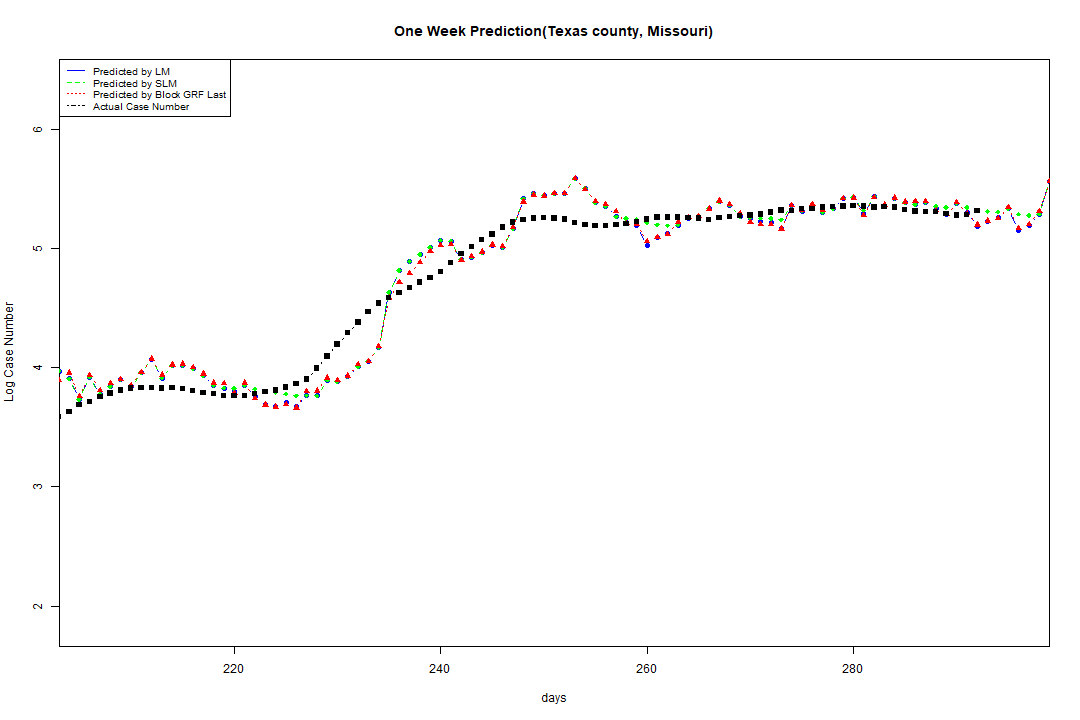 One Week Prediction(Texas county, Missouri)
Predicted by LM
Predicted by SLM
Predicted by Block GRF Last
Actual Case Number
6
5
4
3
2
Log Case Number
220 240 260 280
days